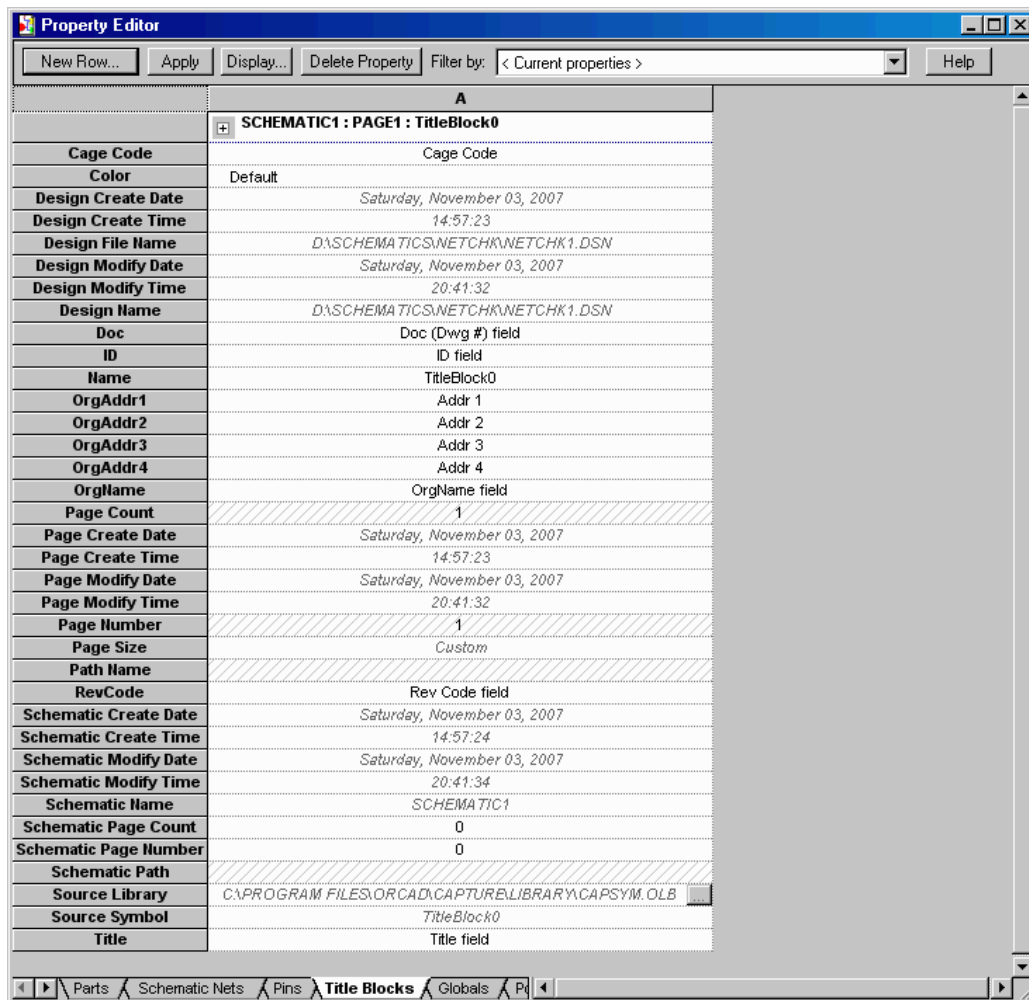 Property Editor
New Row... Apply Display... Delete Property Filter by: < Current properties > Help
A
SCHEMATIC1 : PAGE1 : TitleBlock0
Cage Code Cage Code
Color Default
Design Create Date Saturday, November 03, 2007
Design Create Time 14:57:23
Design File Name D:\SCHEMATICS\NETCHK\NETCHK1.DSN
Design Modify Date Saturday, November 03, 2007
Design Modify Time 20:41:32
Design Name D:\SCHEMATICS\NETCHK\NETCHK1.DSN
Doc Doc (Dwg #) field
ID ID field
Name TitleBlock0
OrgAddr1 Addr 1
OrgAddr2 Addr 2
OrgAddr3 Addr 3
OrgAddr4 Addr 4
OrgName OrgName field
Page Count 1
Page Create Date Saturday, November 03, 2007
Page Create Time 14:57:23
Page Modify Date Saturday, November 03, 2007
Page Modify Time 20:41:32
Page Number 1
Page Size Custom
Path Name
RevCode Rev Code field
Schematic Create Date Saturday, November 03, 2007
Schematic Create Time 14:57:24
Schematic Modify Date Saturday, November 03, 2007
Schematic Modify Time 20:41:34
Schematic Name SCHEMATIC1
Schematic Page Count 0
Schematic Page Number 0
Schematic Path
Source Library C:\PROGRAM FILES\ORCAD\CAPTURE\LIBRARY\CAPSYM.OLB ...
Source Symbol TitleBlock0
Title Title field
Parts Schematic Nets Pins Title Blocks Globals